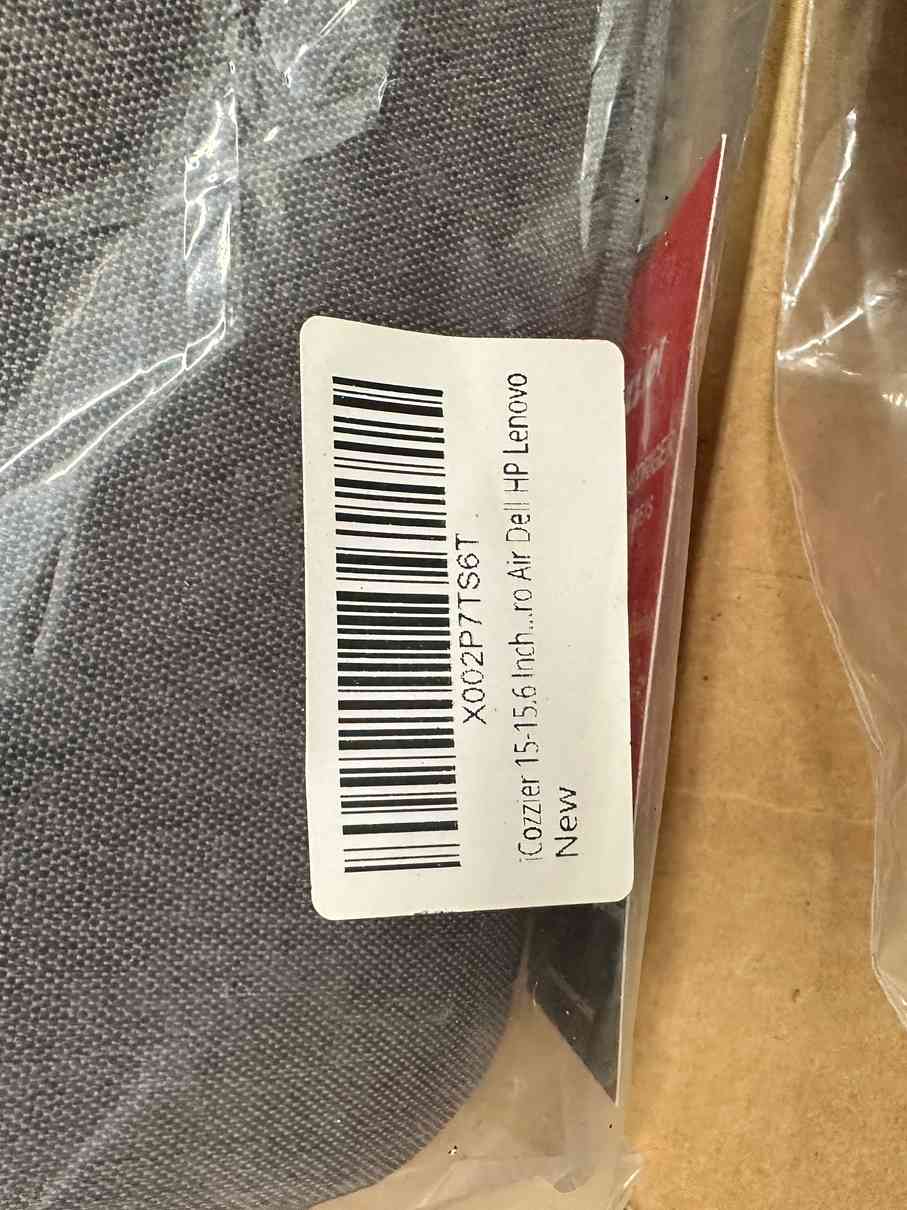 X002P7TS6T
iCozzier 15-15.6 Inch...ro Air Dell HP Lenovo
New